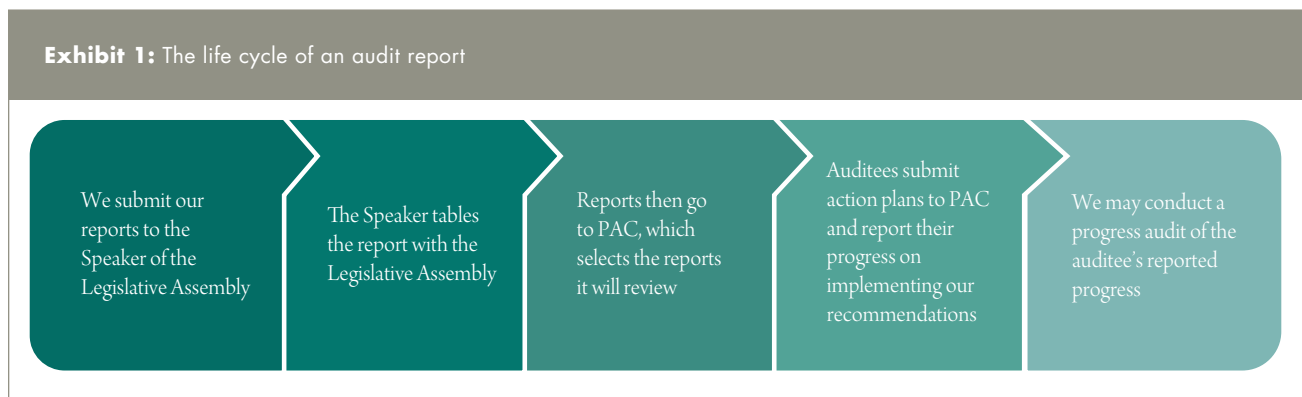 Exhibit 1: The life cycle of an audit report
We submit our
reports to the
Speaker of the
Legislative Assembly
The Speaker tables
the report with the
Legislative Assembly
Reports then go
to PAC, which
selects the reports
it will review
Auditees submit
action plans to PAC
and report their
progress on
implementing our
recommendations
We may conduct a
progress audit of the
auditee’s reported
progress